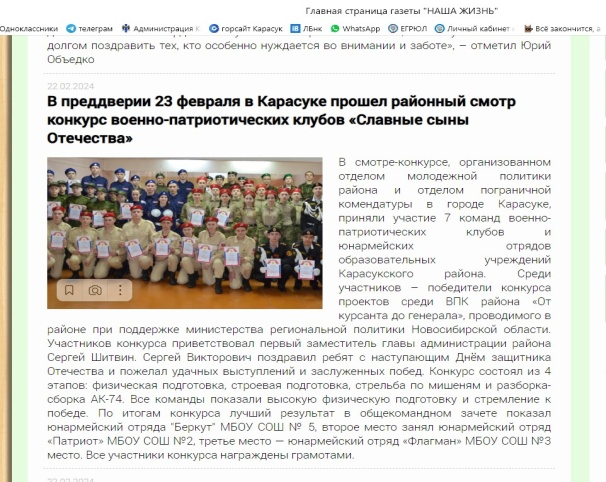 Главная страница газеты "НАША ЖИЗНЬ"
Одноклассники телеграм Администрация К горсайт Карасук ЛБнк WhatsApp ЕГРЮЛ Личный кабинет Всё закончится, а
долгом поздравить тех, кто особенно нуждается во внимании и заботе», – отметил Юрий
Объедко
22.02.2024
В преддверии 23 февраля в Карасуке прошел районный смотр
конкурс военно-патриотических клубов «Славные сыны
Отечества»
В смотре-конкурсе, организованном
отделом молодежной политики
района и отделом пограничной
комендатуры в городе Карасуке,
приняли участие 7 команд военно-
патриотических клубов и
юнармейских отрядов
образовательных учреждений
Карасукского района. Среди
участников – победители конкурса
проектов среди ВПК района «От
курсанта до генерала», проводимого в
районе при поддержке министерства региональной политики Новосибирской области.
Участников конкурса приветствовал первый заместитель главы администрации района
Сергей Шитвин. Сергей Викторович поздравил ребят с наступающим Днём защитника
Отечества и пожелал удачных выступлений и заслуженных побед. Конкурс состоял из 4
этапов: физическая подготовка, строевая подготовка, стрельба по мишеням и разборка-
сборка АК-74. Все команды показали высокую физическую подготовку и стремление к
победе. По итогам конкурса лучший результат в общекомандном зачете показал
юнармейский отряда "Беркут" МБОУ СОШ № 5, второе место занял юнармейский отряд
«Патриот» МБОУ СОШ №2, третье место — юнармейский отряд «Флагман» МБОУ СОШ №3
место. Все участники конкурса награждены грамотами.
22.02.2024